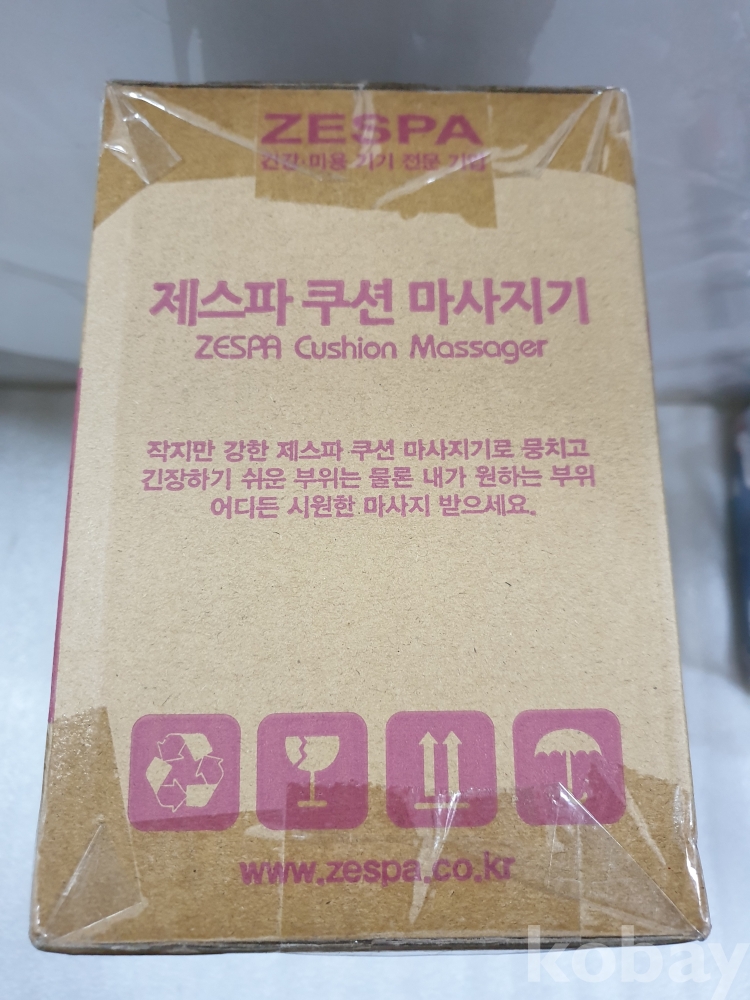 ZESPA
건강·미용 기기 전문 기업
제스파 쿠션 마사지기
ZESPA Cushion Massager
작지만 강한 제스파 쿠션 마사지기로 뭉치고
긴장하기 쉬운 부위는 물론 내가 원하는 부위
어디든 시원한 마사지 받으세요.
www.zespa.co.kr
kobay